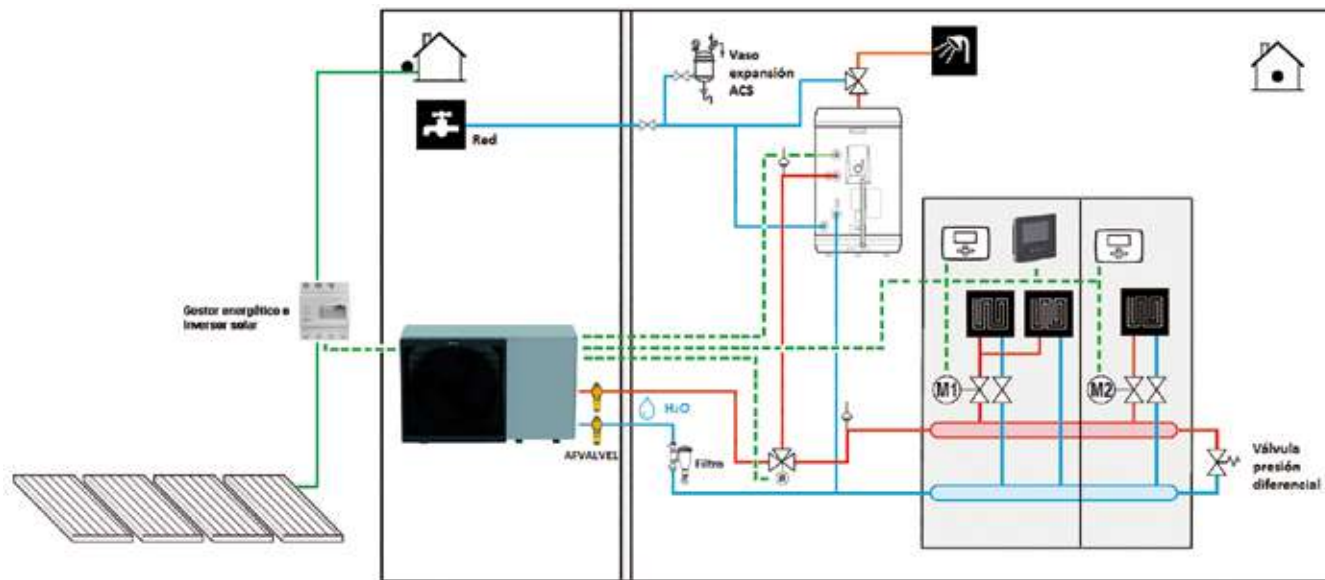 Vaso
expansión
ACS
Red
Gestor energético e
inversor solar
H₂O
AFVALVEL
Filtro
M1
M2
Válvula
presión
diferencial